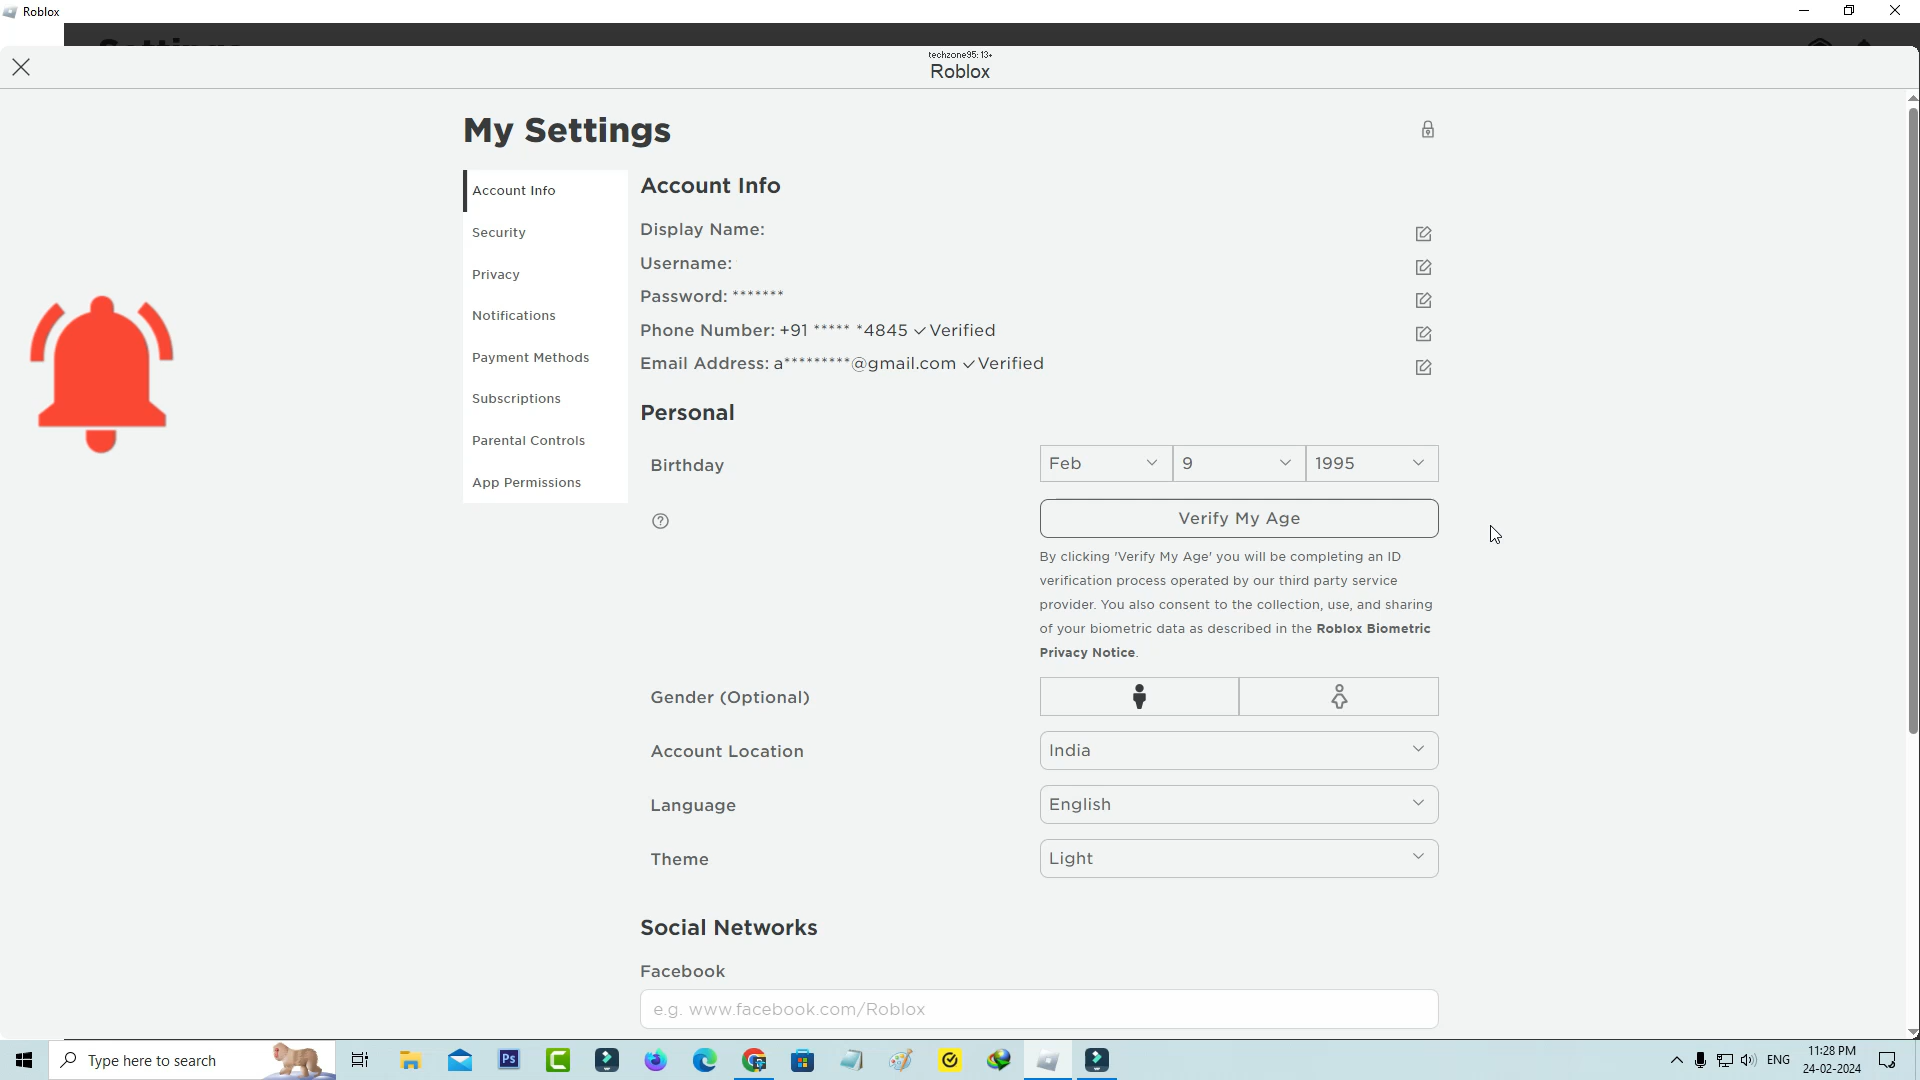 Roblox
techzone95: 13+
Roblox
My Settings
Account Info
Security
Privacy
Notifications
Payment Methods
Subscriptions
Parental Controls
App Permissions
Account Info
Display Name:
Username:
Password: *******
Phone Number: +91 ***** *4845 ✓ Verified
Email Address: a*********@gmail.com ✓ Verified
Personal
Birthday
Feb
9
1995
Verify My Age
By clicking 'Verify My Age' you will be completing an ID
verification process operated by our third party service
provider. You also consent to the collection, use, and sharing
of your biometric data as described in the Roblox Biometric
Privacy Notice.
Gender (Optional)
Account Location
India
Language
English
Theme
Light
Social Networks
Facebook
e.g. www.facebook.com/Roblox
Type here to search
Ps
ENG
11:28 PM
24-02-2024